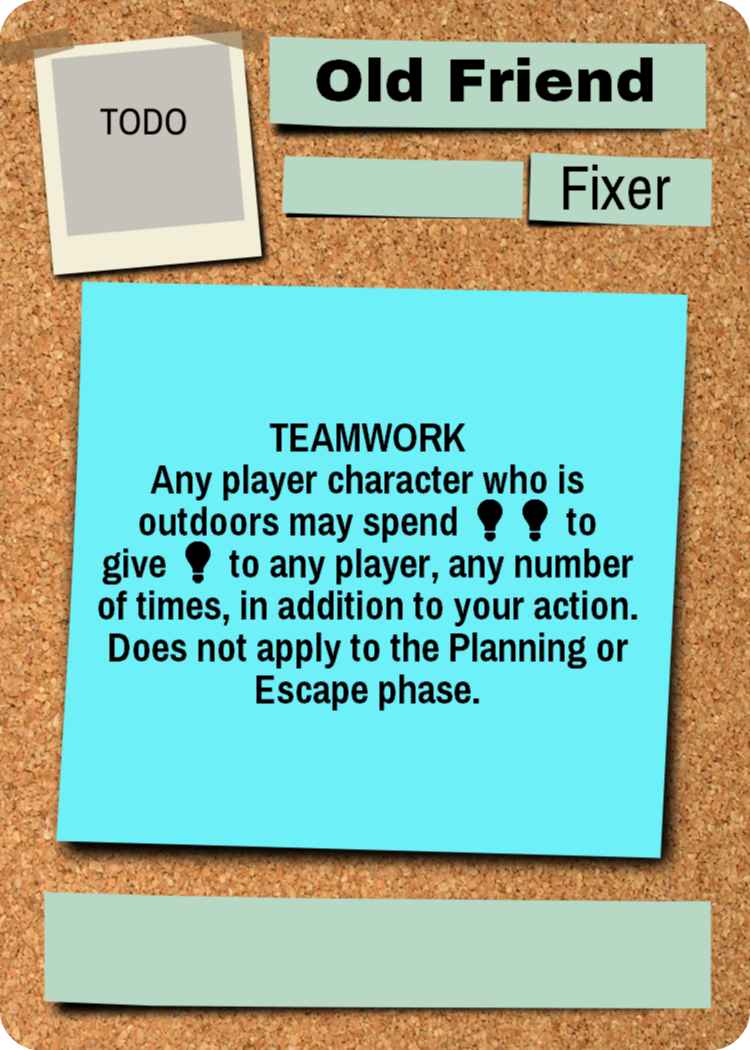 TODO
Old Friend
Fixer
TEAMWORK
Any player character who is
outdoors may spend to
give to any player, any number
of times, in addition to your action.
Does not apply to the Planning or
Escape phase.